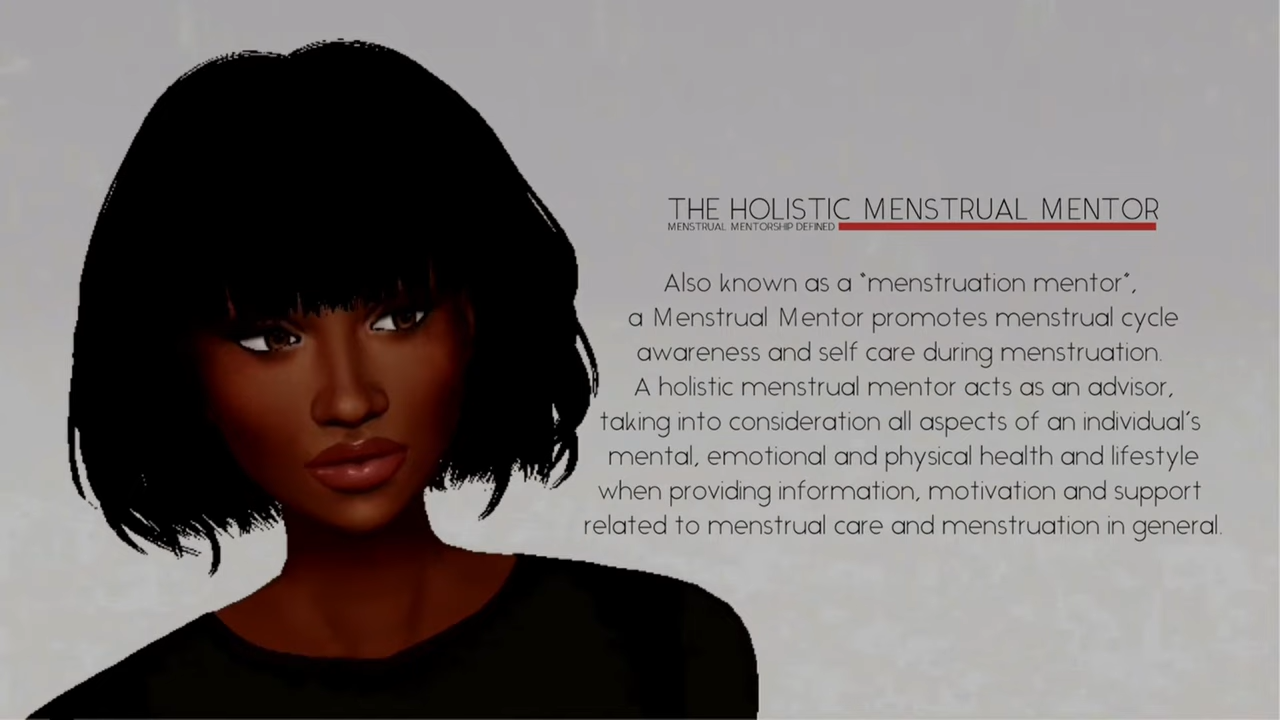 THE HOLISTIC MENSTRUAL MENTOR
MENSTRUAL MENTORSHIP DEFINED
Also known as a "menstruation mentor",
a Menstrual Mentor promotes menstrual cycle
awareness and self care during menstruation.
A holistic menstrual mentor acts as an advisor,
taking into consideration all aspects of an individual's
mental, emotional and physical health and lifestyle
when providing information, motivation and support
related to menstrual care and menstruation in general.